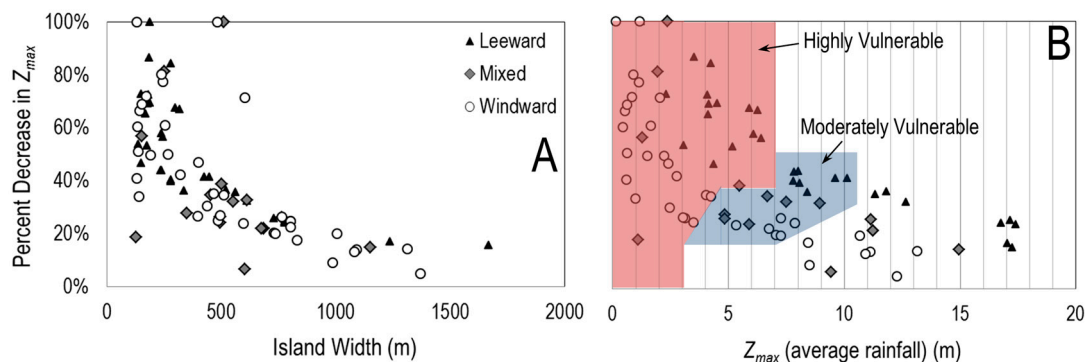 100%
80%
60%
40%
20%
0%
Percent Decrease in Zmax
0
500
1000
1500
2000
Island Width (m)
Leeward
Mixed
Windward
A
B
Highly Vulnerable
Moderately Vulnerable
0
5
10
15
20
Zmax (average rainfall) (m)